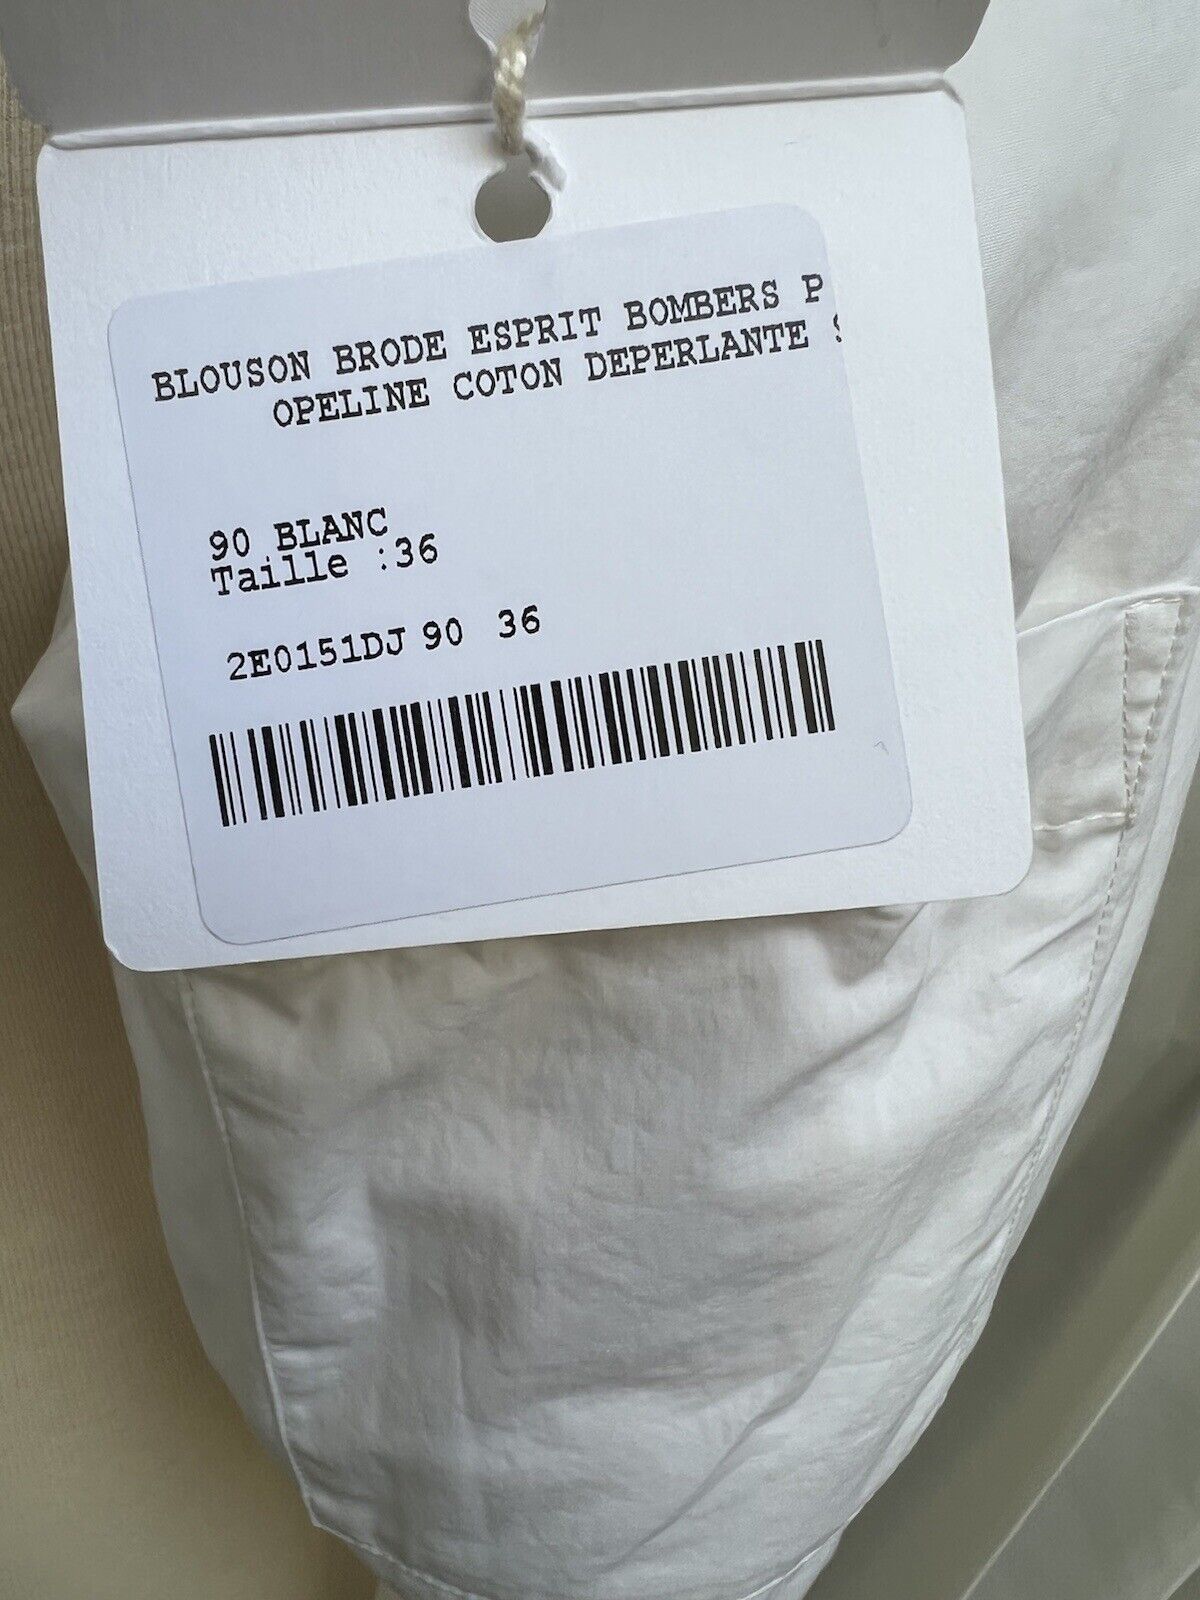 BLOUSON BRODE ESPRIT BOMBERS P
OPELINE COTON DEPERLANTE
90 BLANC
Taille :36
2E0151DJ 90 36